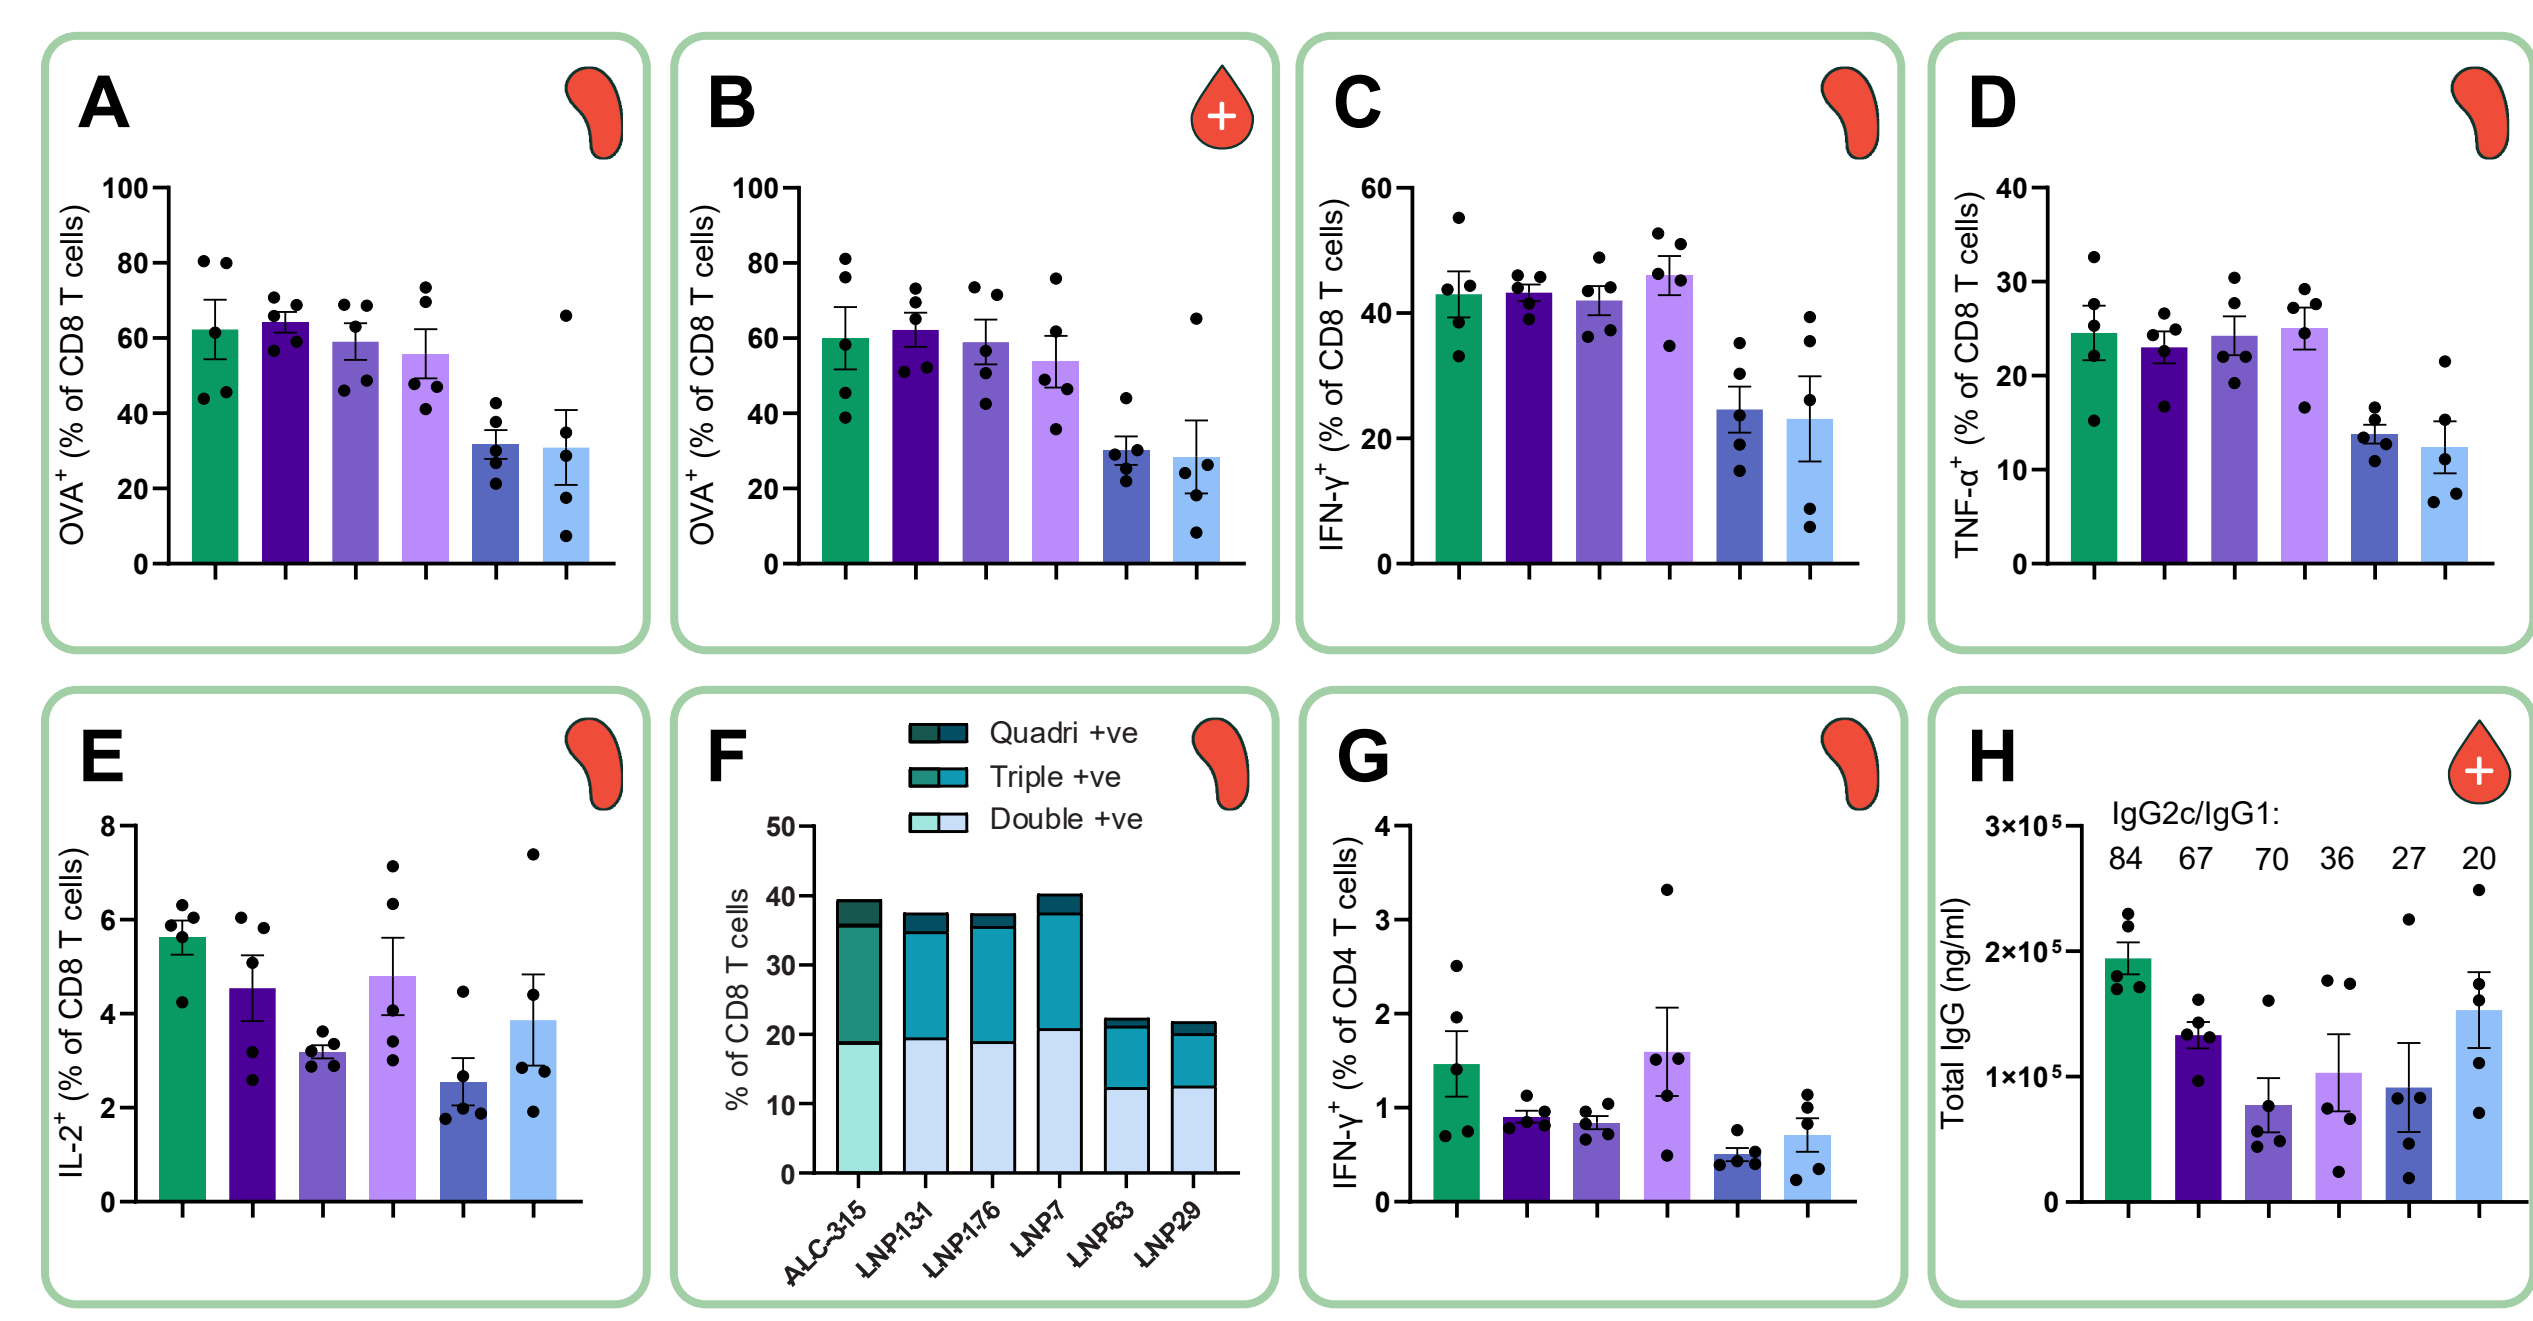 A
OVA⁺ (% of CD8 T cells)
100
80
60
40
20
0
B
OVA⁺ (% of CD8 T cells)
100
80
60
40
20
0
C
IFN-γ⁺ (% of CD8 T cells)
60
40
20
0
D
TNF-α⁺ (% of CD8 T cells)
40
30
20
10
0
E
IL-2⁺ (% of CD8 T cells)
8
6
4
2
0
F
Quadri +ve
Triple +ve
Double +ve
% of CD8 T cells
50
40
30
20
10
0
ALC-315
LNP131
LNP176
LNP7
LNP63
LNP29
G
IFN-γ⁺ (% of CD4 T cells)
4
3
2
1
0
H
IgG2c/IgG1:
84 67 70 36 27 20
Total IgG (ng/ml)
3×10⁵
2×10⁵
1×10⁵
0